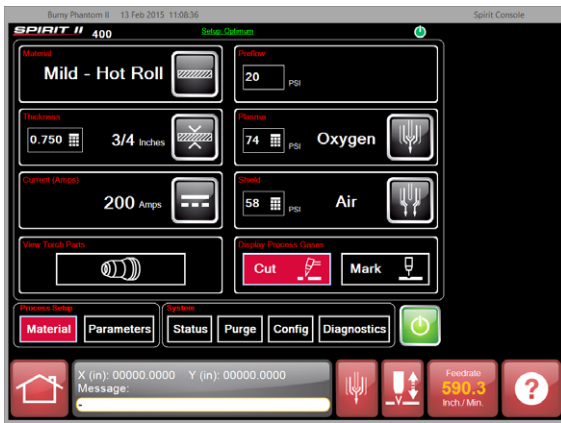 Burny Phantom II 13 Feb 2015 11:08:36 Spirit Console
SPIRIT II 400 Setup: Optimum
Material
Mild - Hot Roll
Preflow
20 PSI
Thickness
0.750 3/4 Inches
Plasma
74 PSI Oxygen
Current (Amps)
200 Amps
Shield
58 PSI Air
View Torch Parts
Display Process Gases
Cut Mark
Process Setup
Material Parameters
System
Status Purge Config Diagnostics
X (in): 00000.0000 Y (in): 00000.0000
Message:
-
V
Feedrate
590.3
Inch / Min.
?